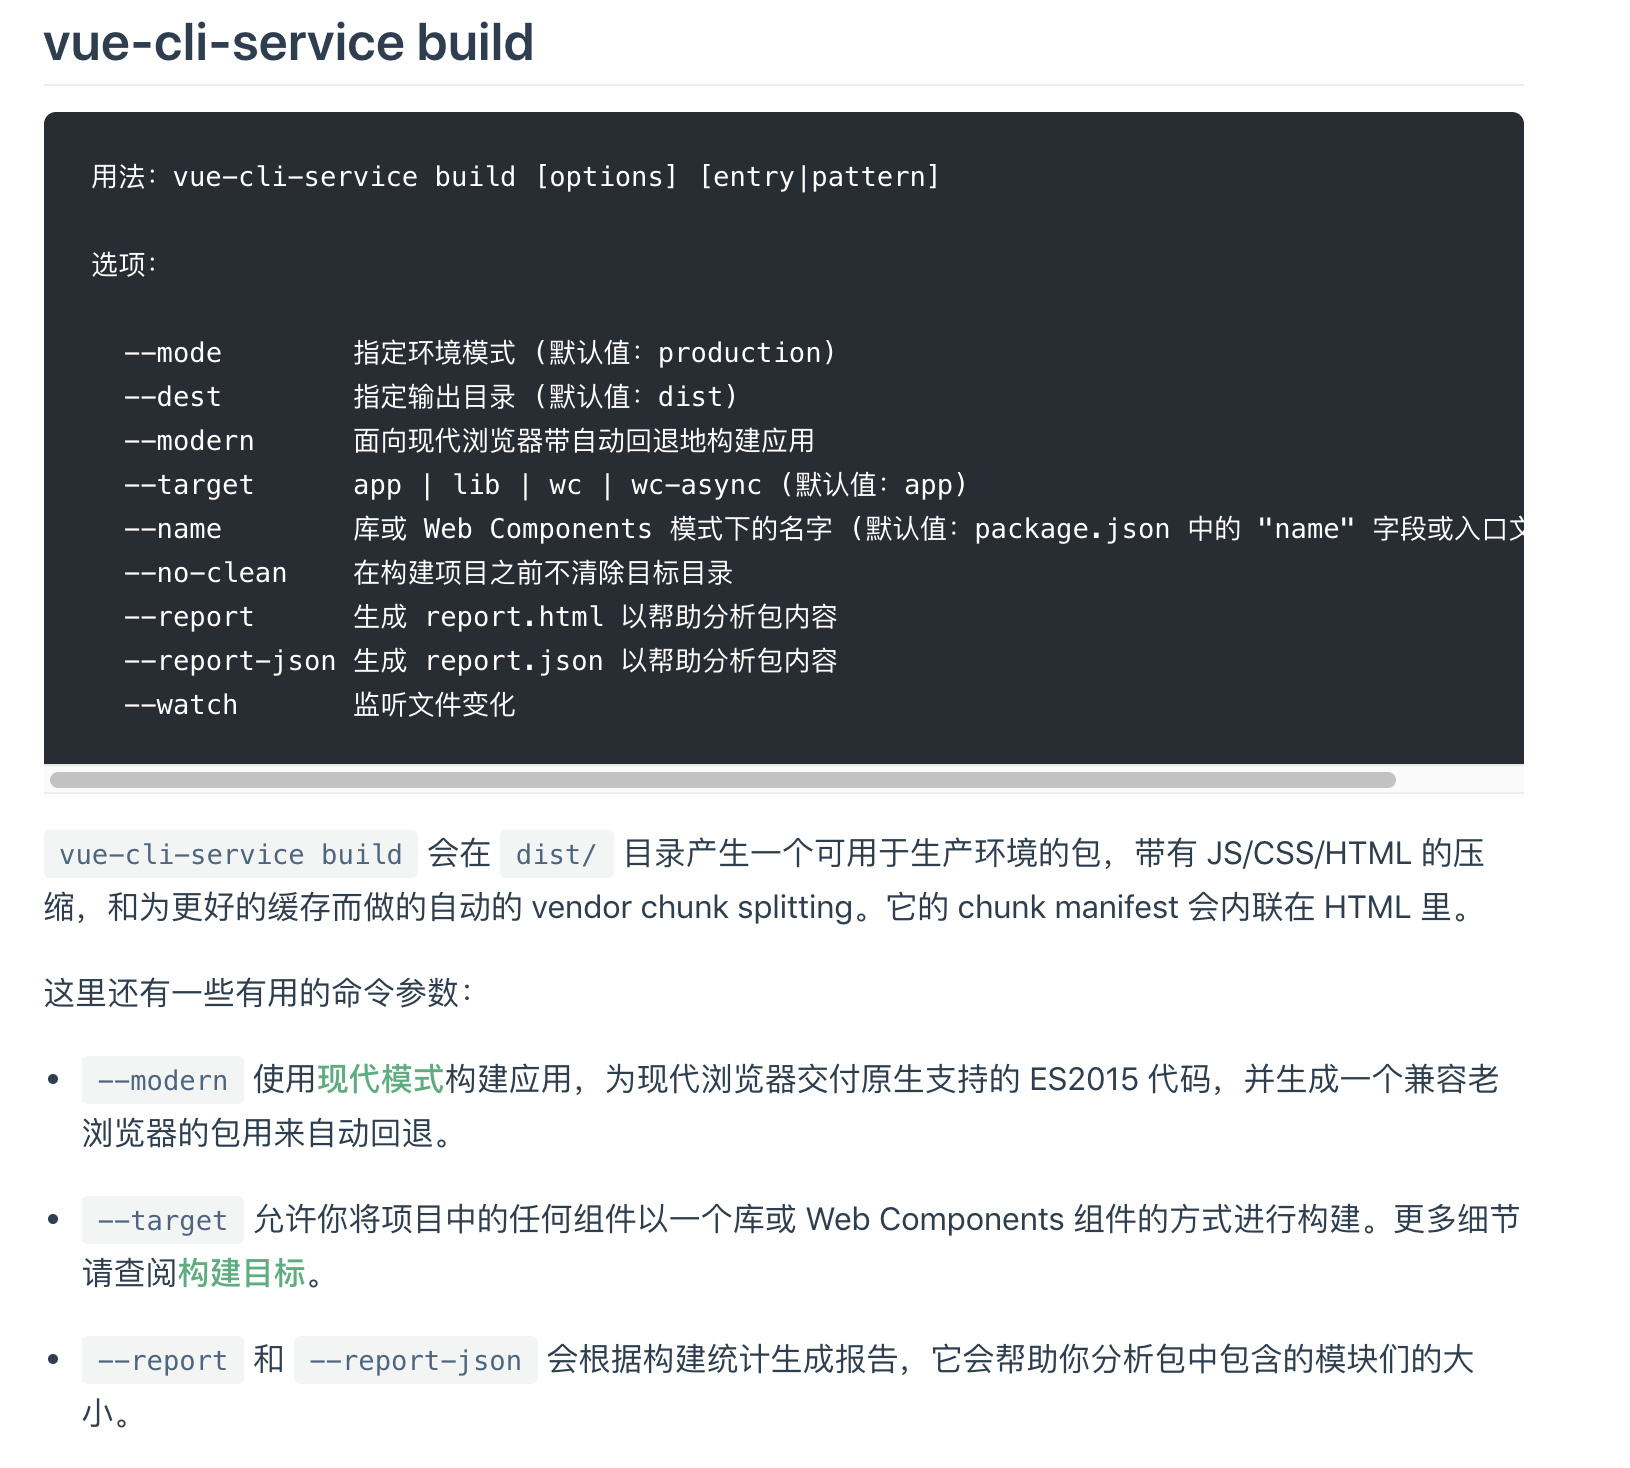 vue-cli-service build
用法：vue-cli-service build [options] [entry|pattern]
选项：
--mode 指定环境模式 (默认值：production)
--dest 指定输出目录 (默认值：dist)
--modern 面向现代浏览器带自动回退地构建应用
--target app | lib | wc | wc-async (默认值：app)
--name 库或 Web Components 模式下的名字 (默认值：package.json 中的 "name" 字段或入口文
--no-clean 在构建项目之前不清除目标目录
--report 生成 report.html 以帮助分析包内容
--report-json 生成 report.json 以帮助分析包内容
--watch 监听文件变化
vue-cli-service build 会在 dist/ 目录产生一个可用于生产环境的包，带有 JS/CSS/HTML 的压
缩，和为更好的缓存而做的自动的 vendor chunk splitting。它的 chunk manifest 会内联在 HTML 里。
这里还有一些有用的命令参数：
• --modern 使用现代模式构建应用，为现代浏览器交付原生支持的 ES2015 代码，并生成一个兼容老
浏览器的包用来自动回退。
• --target 允许你将项目中的任何组件以一个库或 Web Components 组件的方式进行构建。更多细节
请查阅构建目标。
• --report 和 --report-json 会根据构建统计生成报告，它会帮助你分析包中包含的模块们的大
小。